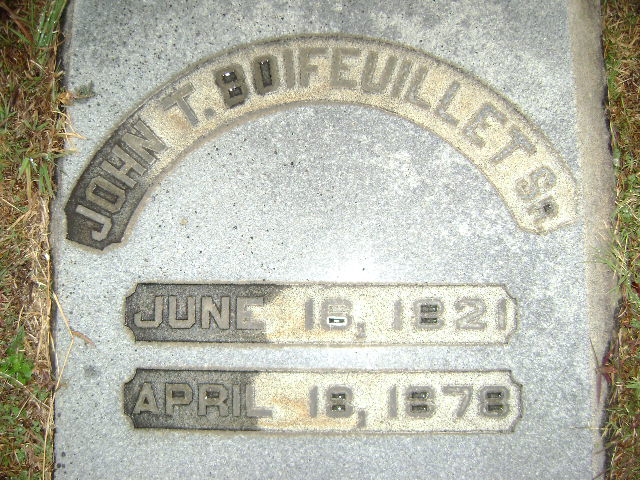 JOHN T. BOIFEUILLET SR
JUNE 16, 1821
APRIL 18, 1878